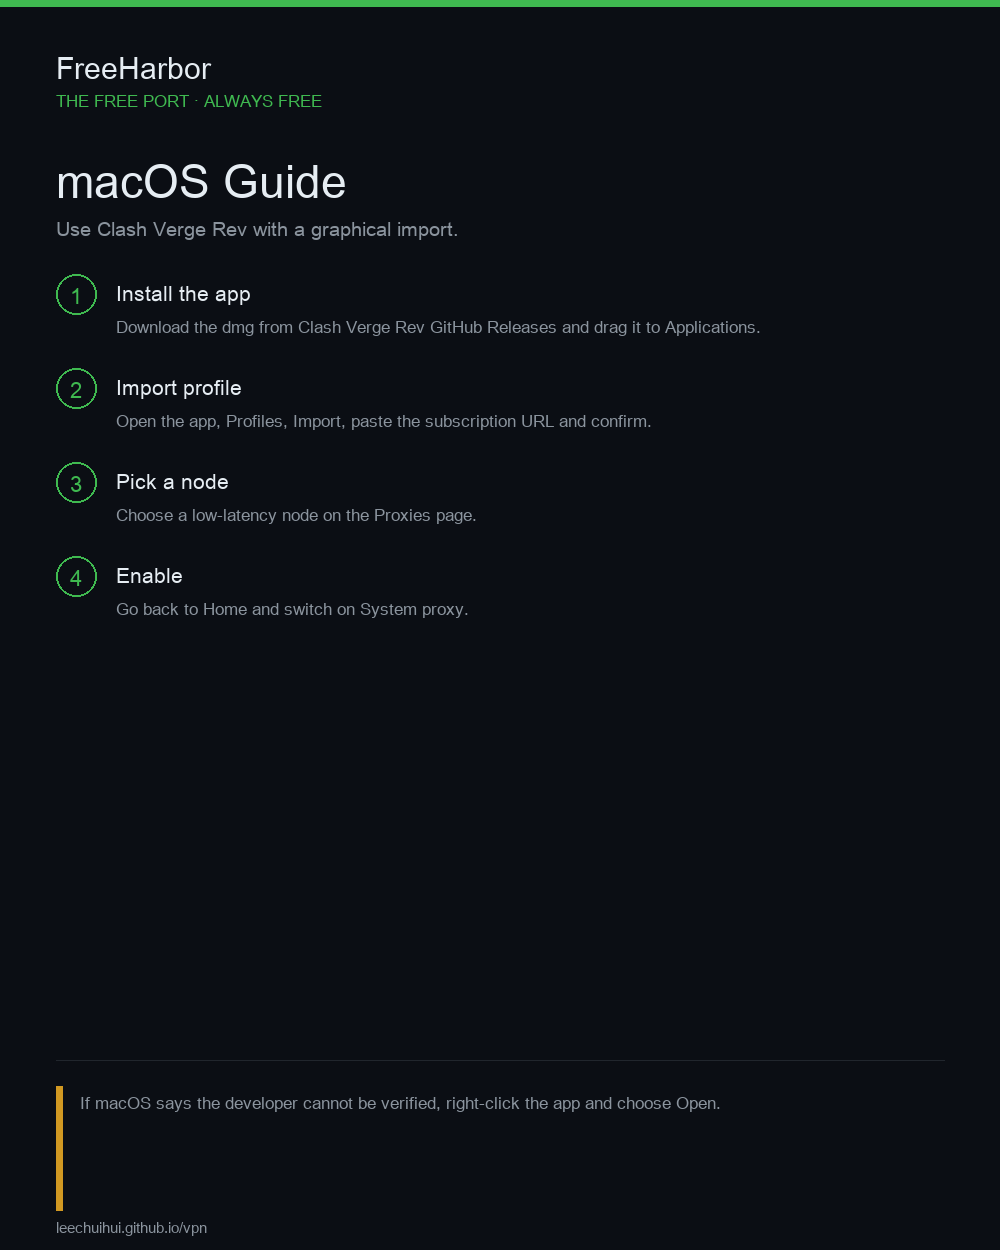 FreeHarbor
THE FREE PORT · ALWAYS FREE
macOS Guide
Use Clash Verge Rev with a graphical import.
1
Install the app
Download the dmg from Clash Verge Rev GitHub Releases and drag it to Applications.
2
Import profile
Open the app, Profiles, Import, paste the subscription URL and confirm.
3
Pick a node
Choose a low-latency node on the Proxies page.
4
Enable
Go back to Home and switch on System proxy.
If macOS says the developer cannot be verified, right-click the app and choose Open.
leechuihui.github.io/vpn